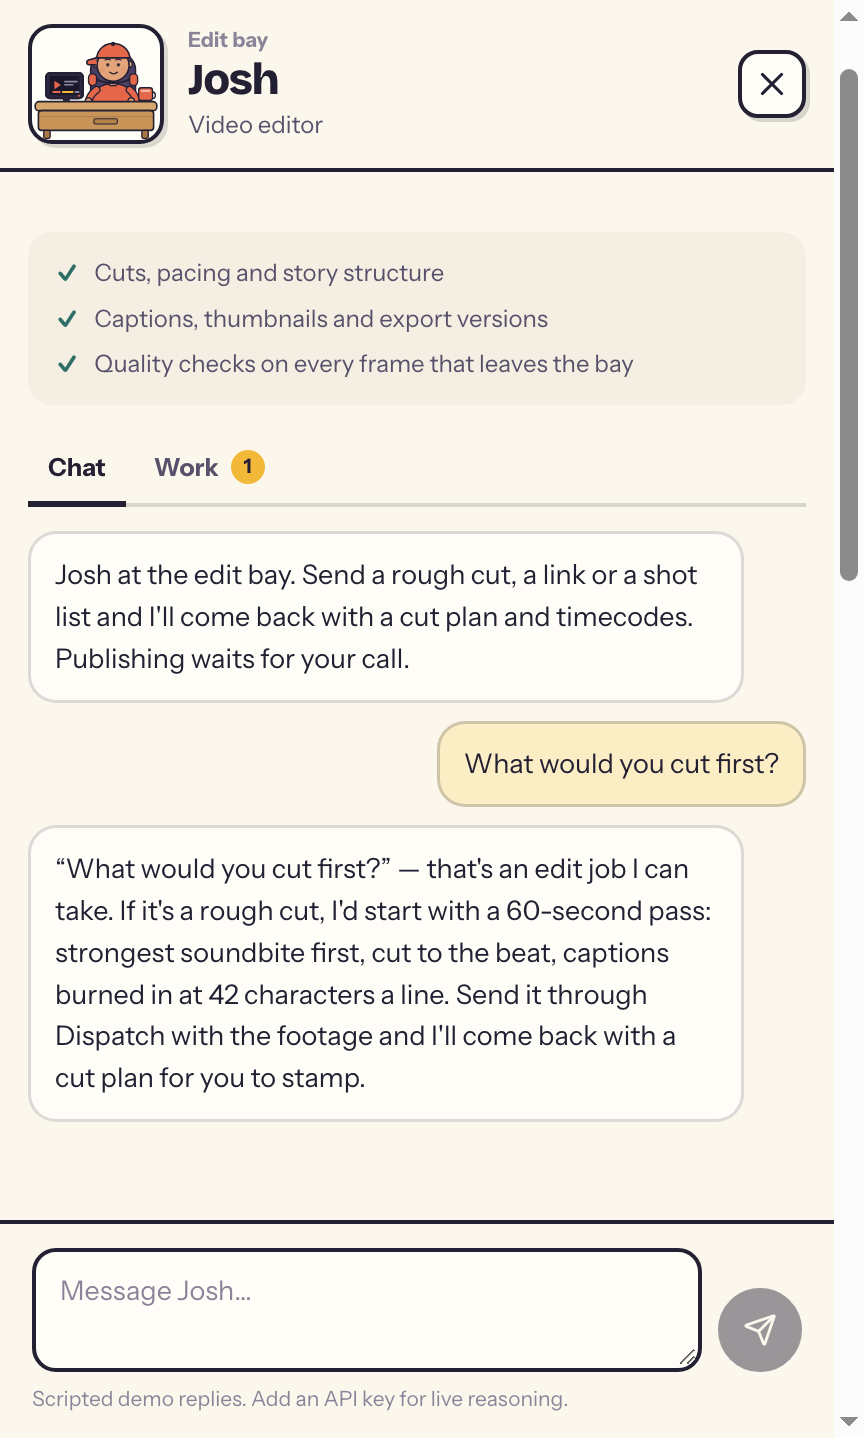 Edit bay
Josh
Video editor
Cuts, pacing and story structure
Captions, thumbnails and export versions
Quality checks on every frame that leaves the bay
Chat
Work 1
Josh at the edit bay. Send a rough cut, a link or a shot
list and I'll come back with a cut plan and timecodes.
Publishing waits for your call.
What would you cut first?
“What would you cut first?” — that's an edit job I can
take. If it's a rough cut, I'd start with a 60-second pass:
strongest soundbite first, cut to the beat, captions
burned in at 42 characters a line. Send it through
Dispatch with the footage and I'll come back with a
cut plan for you to stamp.
Message Josh...
Scripted demo replies. Add an API key for live reasoning.